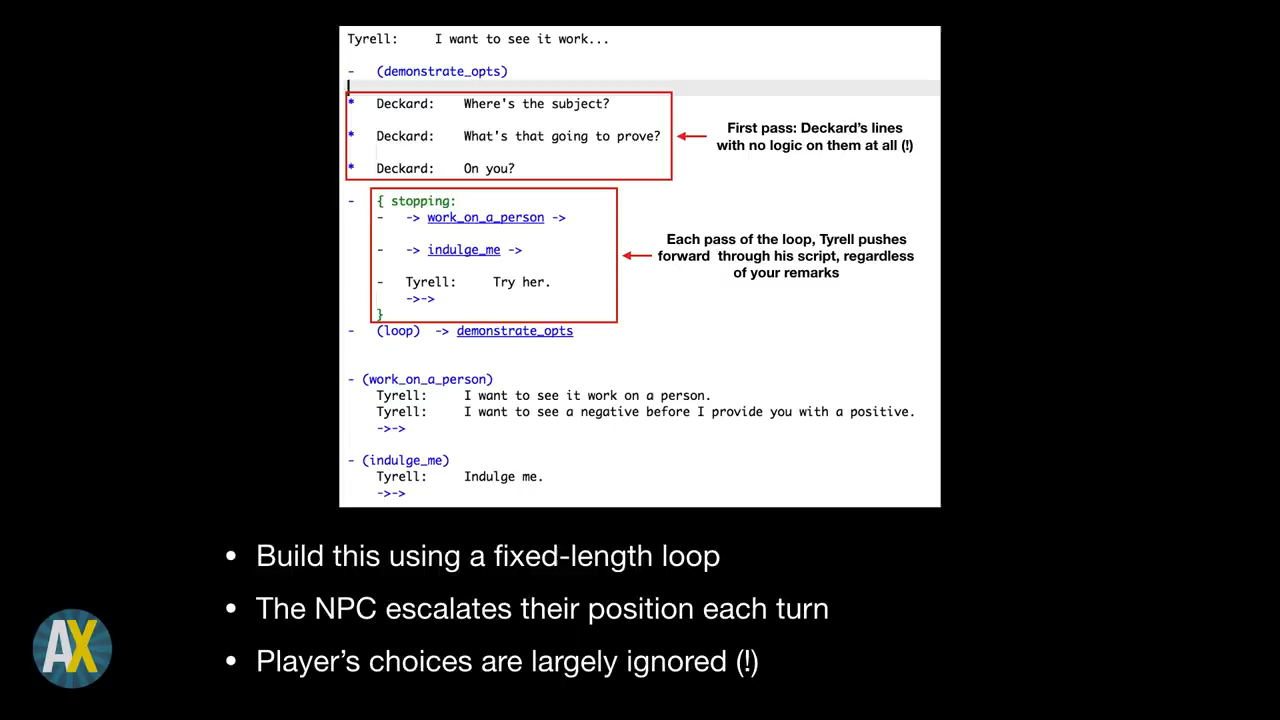 Tyrell: I want to see it work...
- (demonstrate_opts)
* Deckard: Where's the subject?
* Deckard: What's that going to prove?
* Deckard: On you?
First pass: Deckard's lines
with no logic on them at all (!)
- { stopping:
- -> work_on_a_person ->
- -> indulge_me ->
- Tyrell: Try her.
->->
}
Each pass of the loop, Tyrell pushes
forward through his script, regardless
of your remarks
- (loop) -> demonstrate_opts
- (work_on_a_person)
Tyrell: I want to see it work on a person.
Tyrell: I want to see a negative before I provide you with a positive.
->->
- (indulge_me)
Tyrell: Indulge me.
->->
• Build this using a fixed-length loop
• The NPC escalates their position each turn
• Player's choices are largely ignored (!)
AX